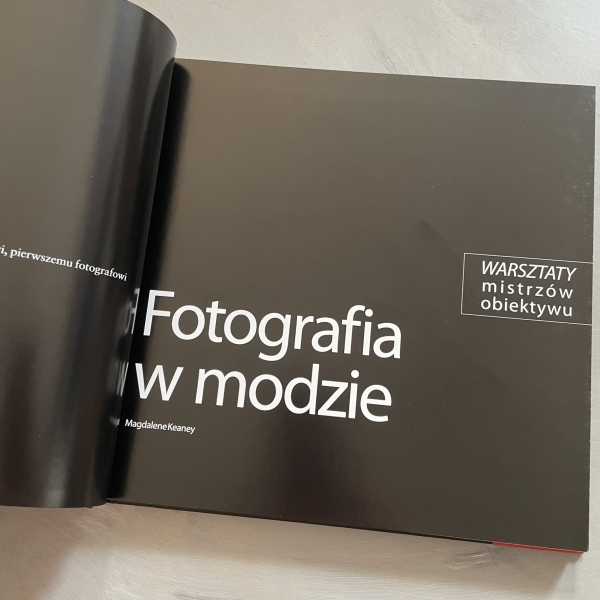 pierwszemu fotografowi
WARSZTATY
mistrzów
obiektywu
Fotografia
w modzie
Magdalene Keaney